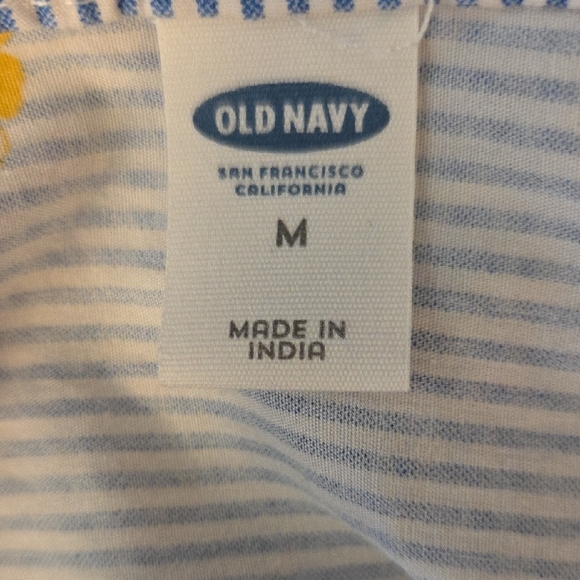 OLD NAVY
SAN FRANCISCO
CALIFORNIA
M
MADE IN
INDIA